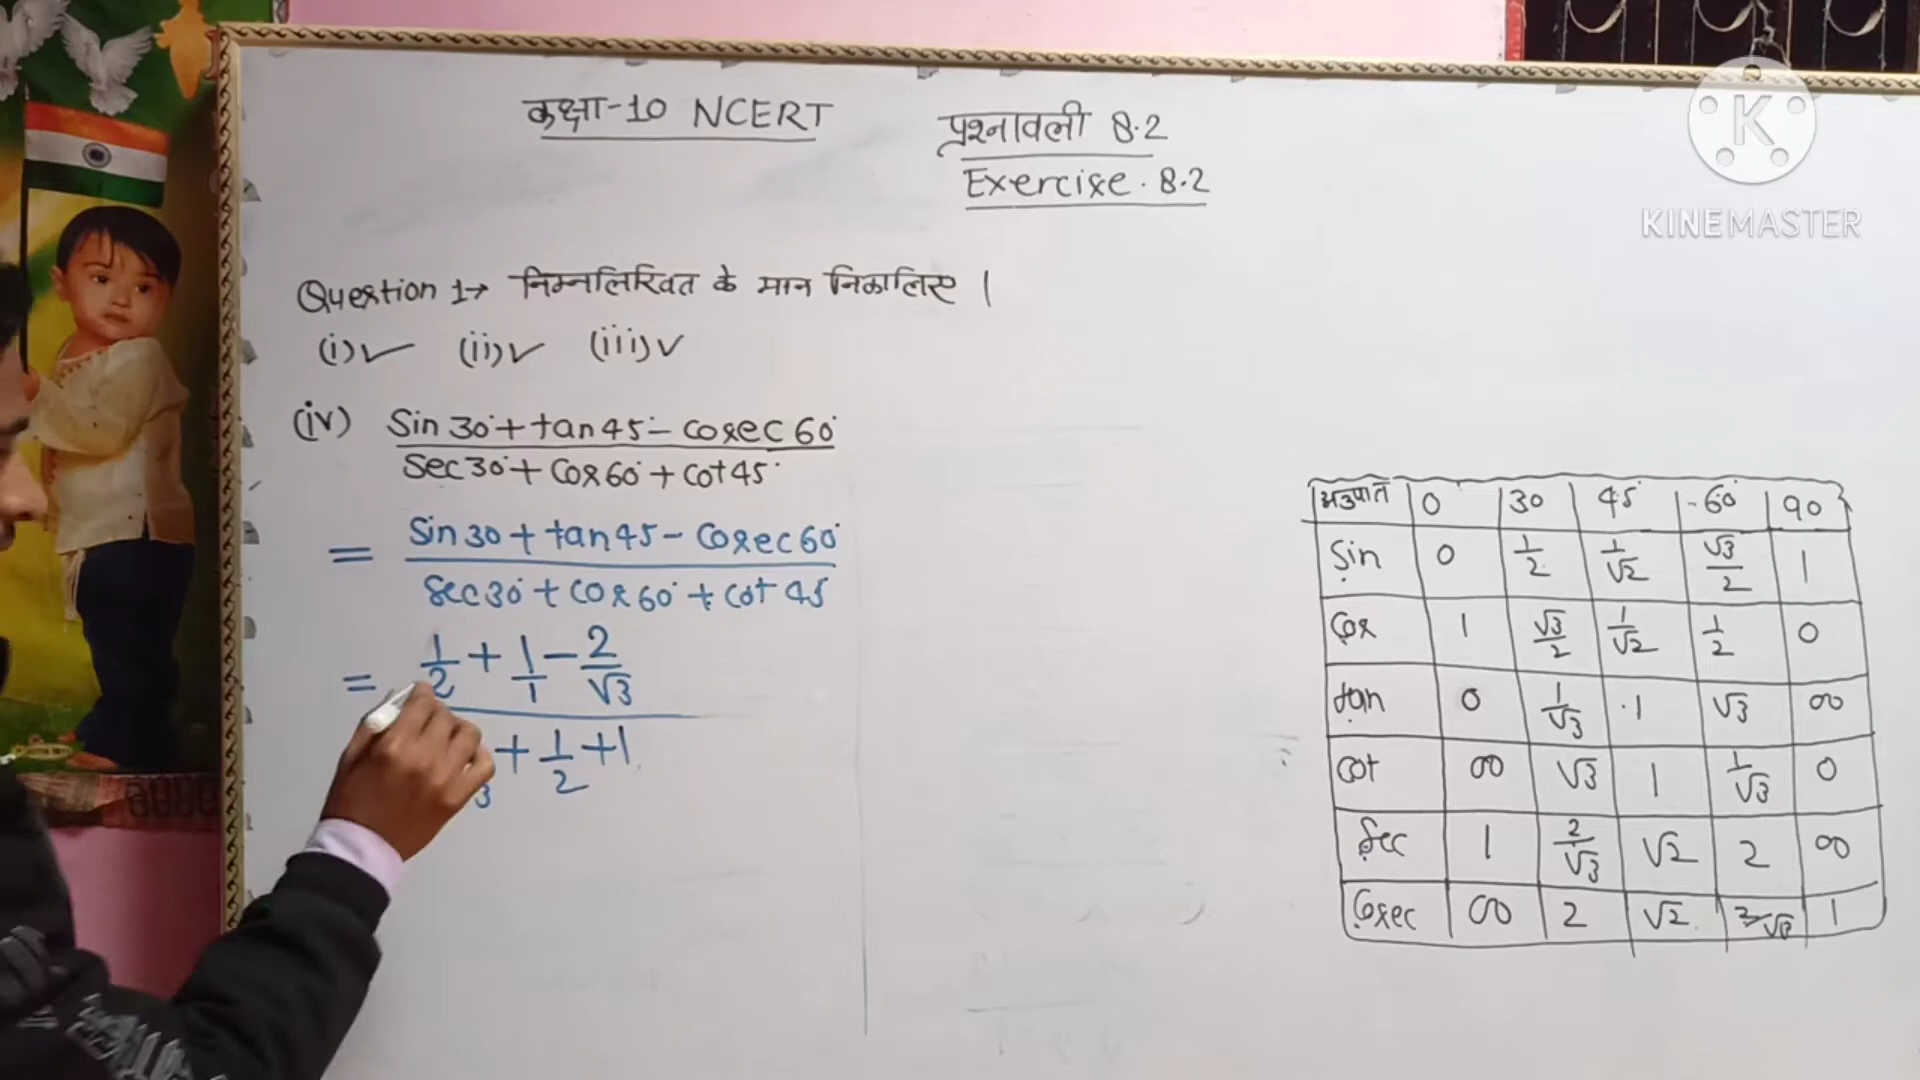 कक्षा-10 NCERT
प्रश्नावली 8.2
Exercise. 8.2
K
KINEMASTER
Question 1→ निम्नलिखित के मान निकालिए ।
(i)✓ (ii)✓ (iii)✓
(iv) Sin 30° + tan 45° - Cosec 60°
Sec 30° + Cos 60° + Cot 45°
= Sin 30 + tan 45 - Cosec 60°
Sec 30° + Cos 60° + Cot 45
= 1/2 + 1/1 - 2/√3
3 + 1/2 + 1
अनुपात 0° 30 45° 60° 90
Sin 0 1/2 1/√2 √3/2 1
Cos 1 √3/2 1/√2 1/2 0
tan 0 1/√3 1 √3 ∞
Cot ∞ √3 1 1/√3 0
Sec 1 2/√3 √2 2 ∞
Cosec ∞ 2 √2 2/√3 1